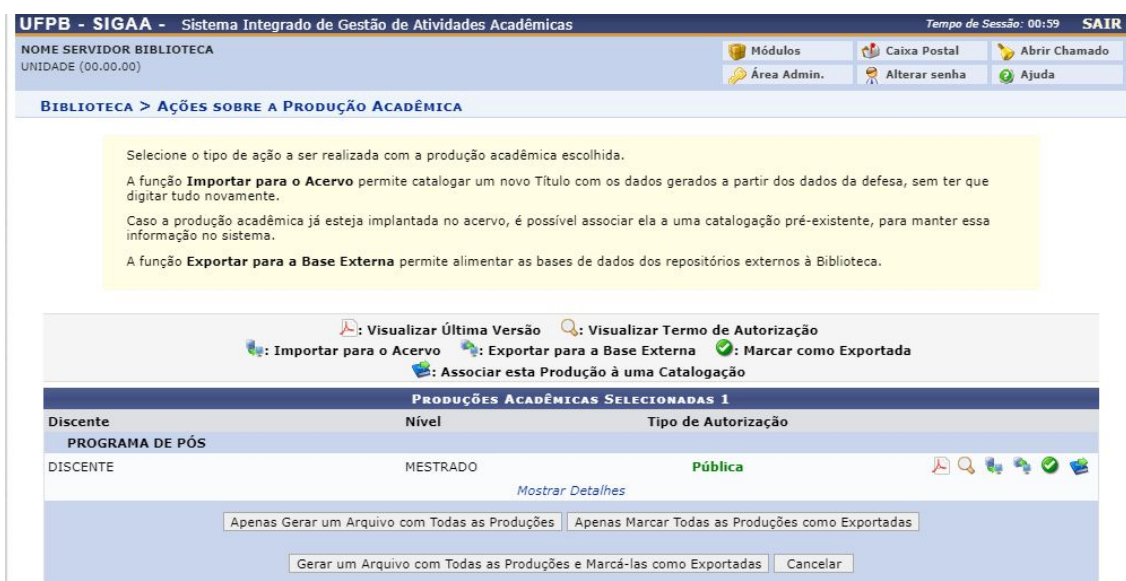 UFPB - SIGAA - Sistema Integrado de Gestão de Atividades Acadêmicas Tempo de Sessão: 00:59 SAIR
NOME SERVIDOR BIBLIOTECA Módulos Caixa Postal Abrir Chamado
UNIDADE (00.00.00) Área Admin. Alterar senha Ajuda
BIBLIOTECA > AÇÕES SOBRE A PRODUÇÃO ACADÊMICA
Selecione o tipo de ação a ser realizada com a produção acadêmica escolhida.
A função Importar para o Acervo permite catalogar um novo Título com os dados gerados a partir dos dados da defesa, sem ter que
digitar tudo novamente.
Caso a produção acadêmica já esteja implantada no acervo, é possível associar ela a uma catalogação pré-existente, para manter essa
informação no sistema.
A função Exportar para a Base Externa permite alimentar as bases de dados dos repositórios externos à Biblioteca.
: Visualizar Última Versão : Visualizar Termo de Autorização
: Importar para o Acervo : Exportar para a Base Externa : Marcar como Exportada
: Associar esta Produção à uma Catalogação
PRODUÇÕES ACADÊMICAS SELECIONADAS 1
Discente Nível Tipo de Autorização
PROGRAMA DE PÓS
DISCENTE MESTRADO Pública
Mostrar Detalhes
Apenas Gerar um Arquivo com Todas as Produções Apenas Marcar Todas as Produções como Exportadas
Gerar um Arquivo com Todas as Produções e Marcá-las como Exportadas Cancelar